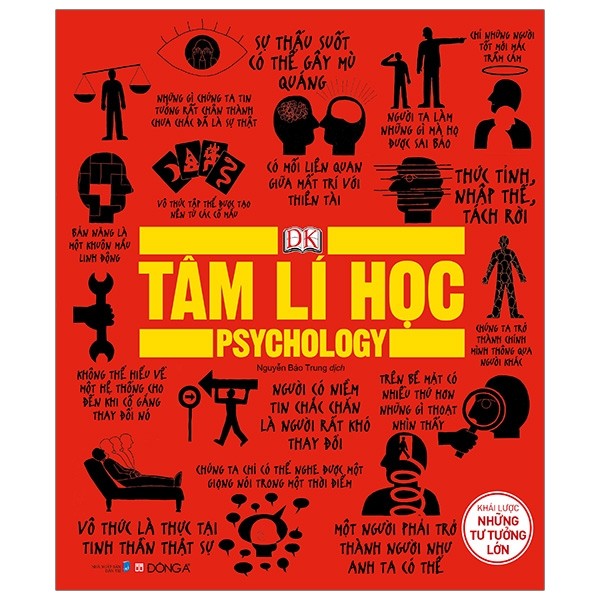 SỰ THẤU SUỐT
CÓ THỂ GÂY MÙ
QUÁNG
CHỈ NHỮNG NGƯỜI
TỐT MỚI MẮC
TRẦM CẢM
NHỮNG GÌ CHÚNG TA TIN
TƯỞNG RẤT CHÂN THÀNH
CHƯA CHẮC ĐÃ LÀ SỰ THẬT
NGƯỜI TA LÀM
NHỮNG GÌ MÀ HỌ
ĐƯỢC SAI BẢO
CÓ MỐI LIÊN QUAN
GIỮA MẤT TRÍ VỚI
THIÊN TÀI
THỨC TỈNH,
NHẬP THỂ,
TÁCH RỜI
VÔ THỨC TẬP THỂ ĐƯỢC TẠO
NÊN TỪ CÁC CỔ MẪU
BẢN NĂNG LÀ
MỘT KHUÔN MẪU
LINH ĐỘNG
DK
TÂM LÍ HỌC
PSYCHOLOGY
Nguyễn Bảo Trung dịch
CHÚNG TA TRỞ
THÀNH CHÍNH
MÌNH THÔNG QUA
NGƯỜI KHÁC
KHÔNG THỂ HIỂU VỀ
MỘT HỆ THỐNG CHO
ĐẾN KHI CỐ GẮNG
THAY ĐỔI NÓ
NGƯỜI CÓ NIỀM
TIN CHẮC CHẮN
LÀ NGƯỜI RẤT KHÓ
THAY ĐỔI
TRÊN BỀ MẶT CÓ
NHIỀU THỨ HƠN
NHỮNG GÌ THOẠT
NHÌN THẤY
CHÚNG TA CHỈ CÓ THỂ NGHE ĐƯỢC MỘT
GIỌNG NÓI TRONG MỘT THỜI ĐIỂM
VÔ THỨC LÀ THỰC TẠI
TINH THẦN THẬT SỰ
MỘT NGƯỜI PHẢI TRỞ
THÀNH NGƯỜI NHƯ
ANH TA CÓ THỂ
KHÁI LƯỢC
NHỮNG
TƯ TƯỞNG
LỚN
ĐÔNG A